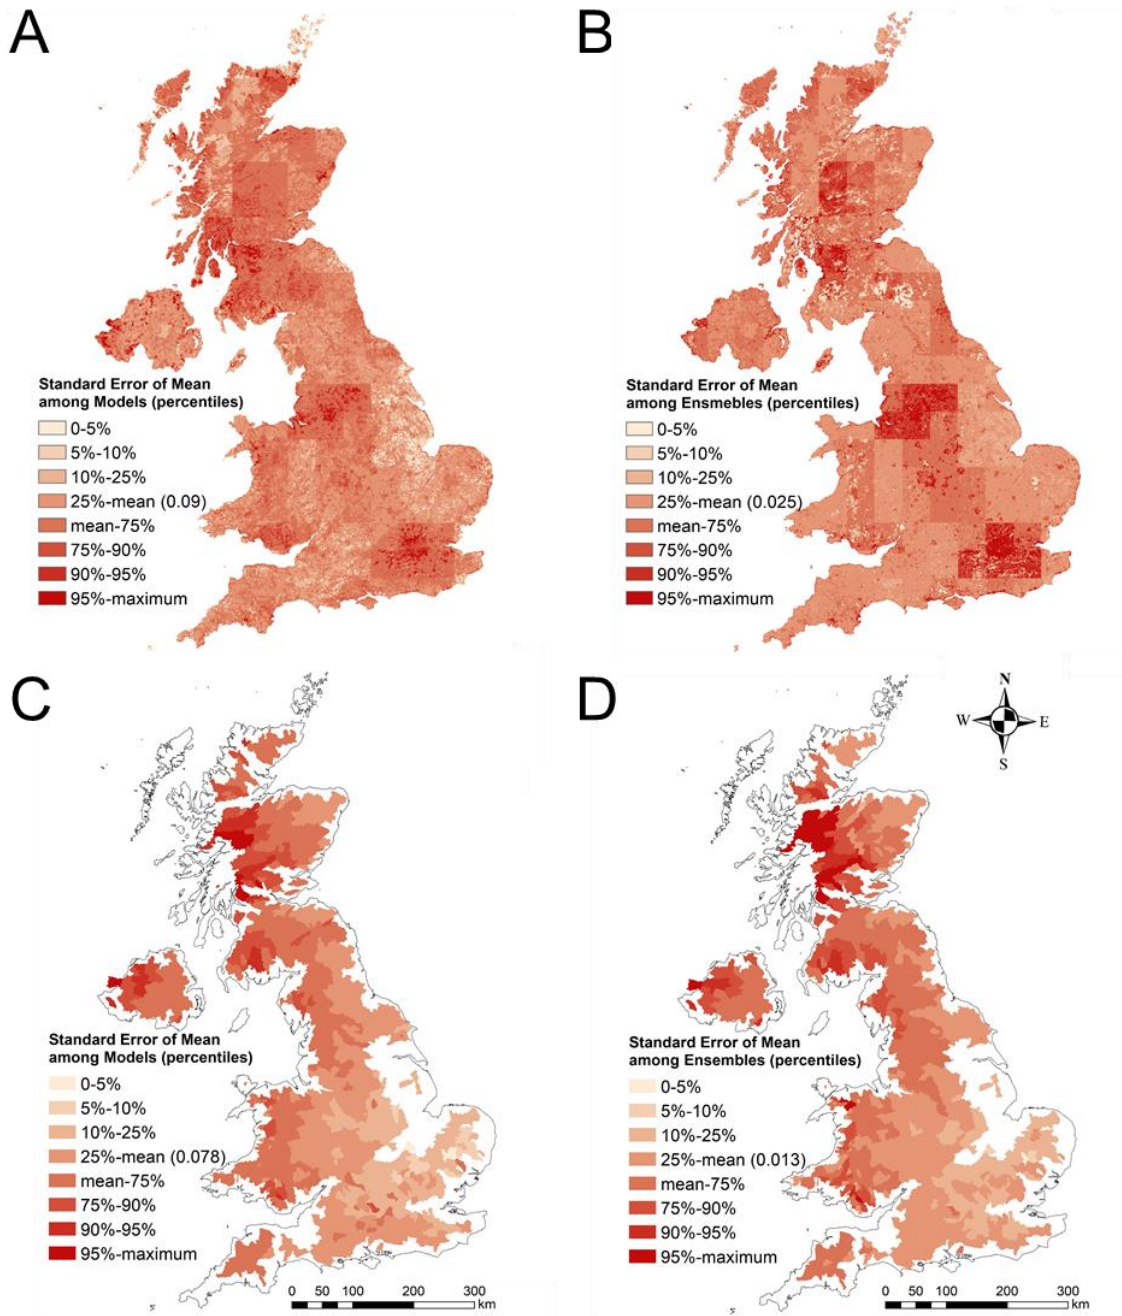 A
Standard Error of Mean
among Models (percentiles)
0-5%
5%-10%
10%-25%
25%-mean (0.09)
mean-75%
75%-90%
90%-95%
95%-maximum
B
Standard Error of Mean
among Ensmebles (percentiles)
0-5%
5%-10%
10%-25%
25%-mean (0.025)
mean-75%
75%-90%
90%-95%
95%-maximum
C
Standard Error of Mean
among Models (percentiles)
0-5%
5%-10%
10%-25%
25%-mean (0.078)
mean-75%
75%-90%
90%-95%
95%-maximum
0 50 100 200 300
km
D
N
W E
S
Standard Error of Mean
among Ensembles (percentiles)
0-5%
5%-10%
10%-25%
25%-mean (0.013)
mean-75%
75%-90%
90%-95%
95%-maximum
0 50 100 200 300
km